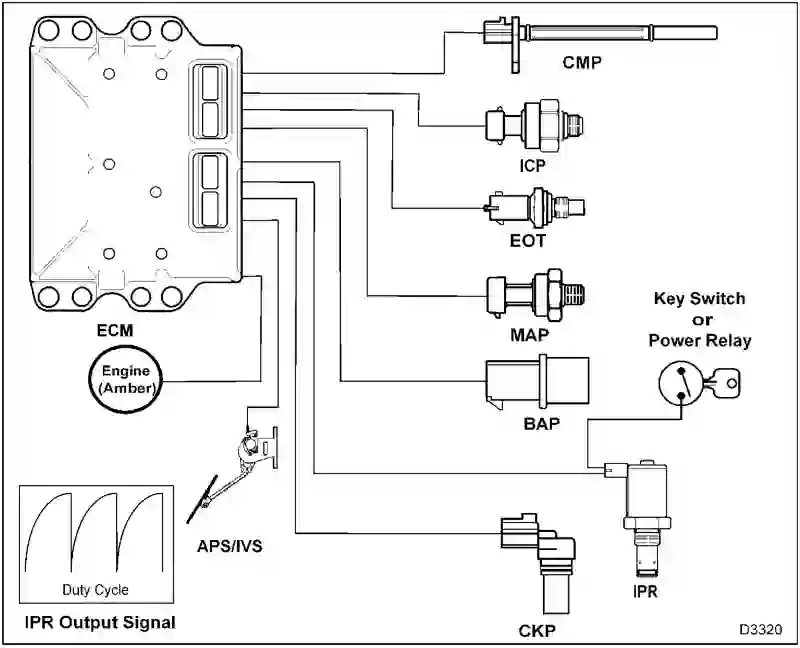 CMP
ICP
EOT
MAP
Key Switch
or
Power Relay
ECM
Engine
(Amber)
BAP
APS/IVS
Duty Cycle
IPR
IPR Output Signal
CKP
D3320